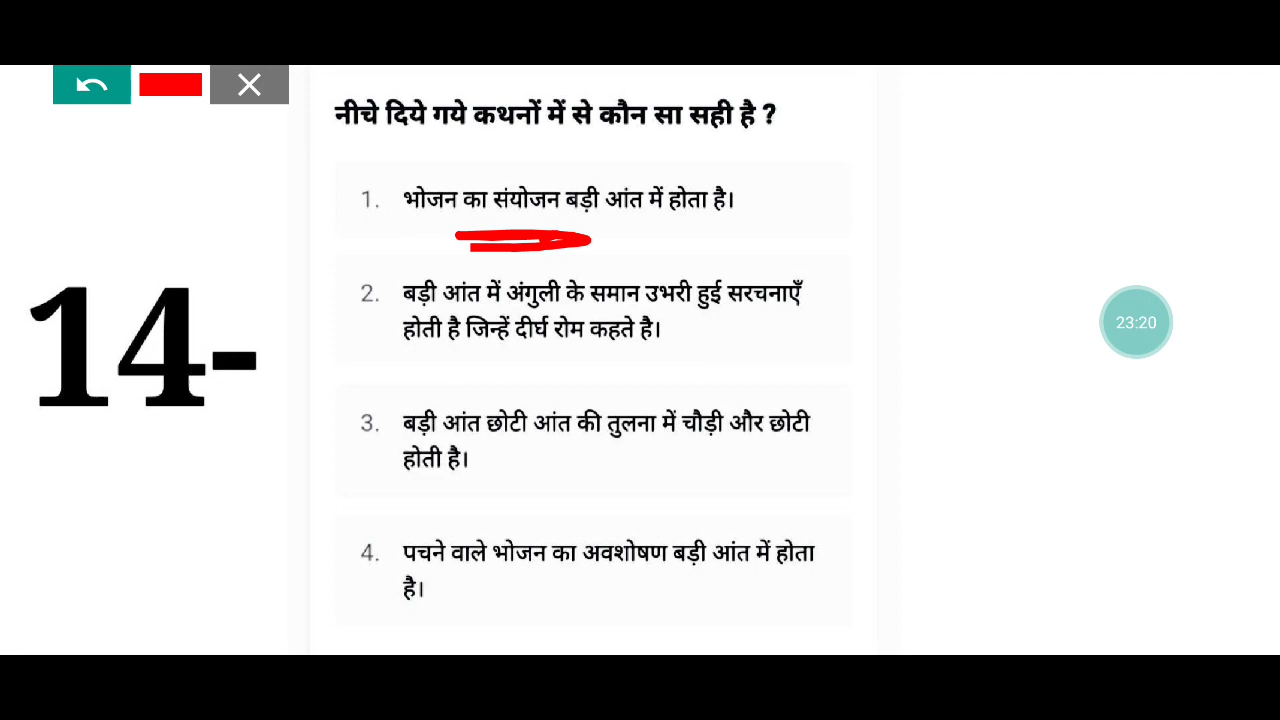 नीचे दिये गये कथनों में से कौन सा सही है ?
1. भोजन का संयोजन बड़ी आंत में होता है।
2. बड़ी आंत में अंगुली के समान उभरी हुई सरचनाएँ
होती है जिन्हें दीर्घ रोम कहते है।
14-
23:20
3. बड़ी आंत छोटी आंत की तुलना में चौड़ी और छोटी
होती है।
4. पचने वाले भोजन का अवशोषण बड़ी आंत में होता
है।